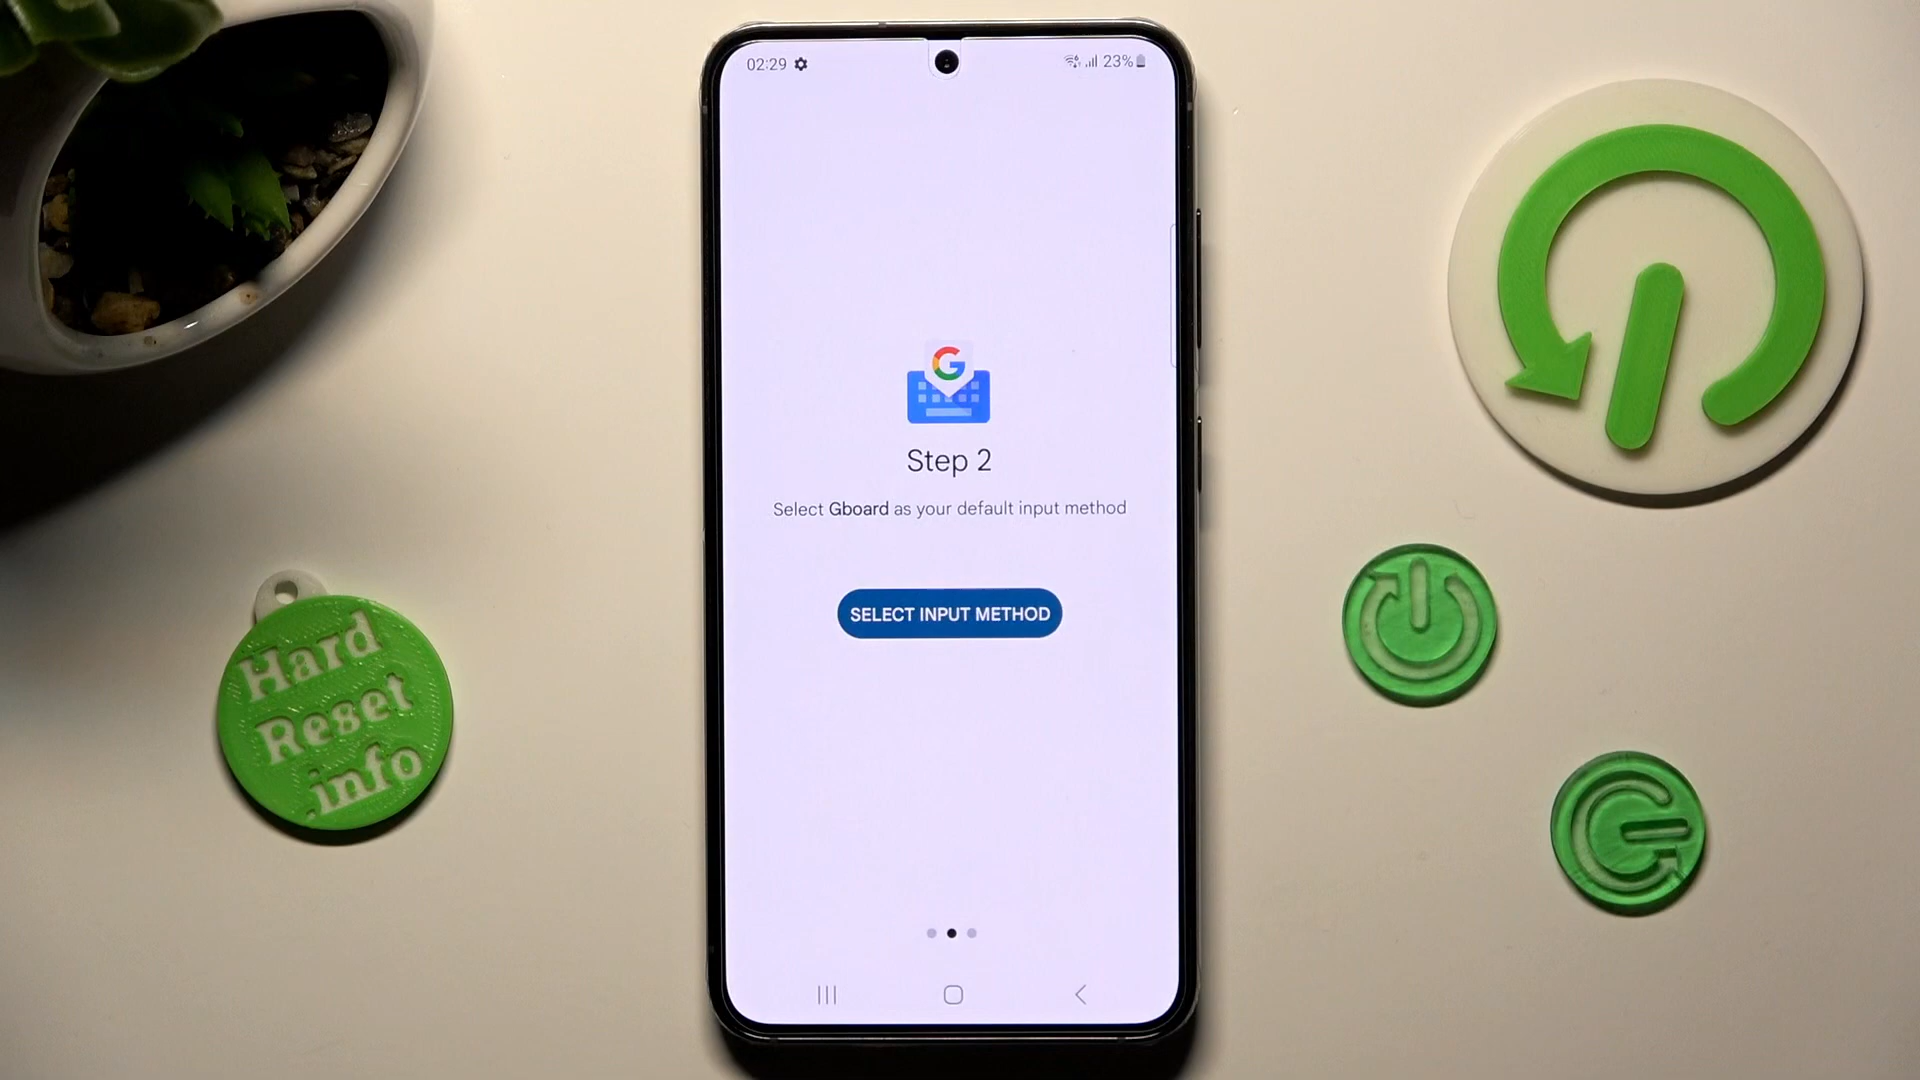 02:29
23%
G
Step 2
Select Gboard as your default input method
SELECT INPUT METHOD
Hard
Reset
.info